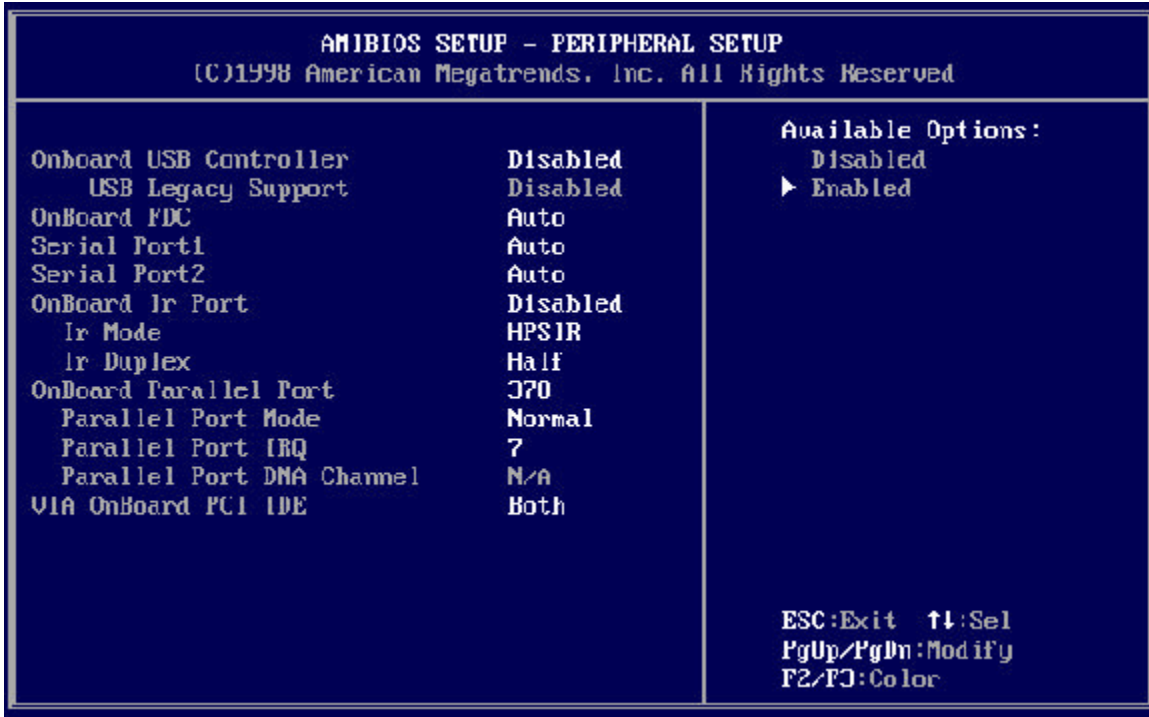 AMIBIOS SETUP - PERIPHERAL SETUP
(C)1998 American Megatrends, Inc. All Rights Reserved
Onboard USB Controller Disabled
USB Legacy Support Disabled
OnBoard FDC Auto
Serial Port1 Auto
Serial Port2 Auto
OnBoard Ir Port Disabled
Ir Mode HPSIR
Ir Duplex Half
OnBoard Parallel Port 378
Parallel Port Mode Normal
Parallel Port IRQ 7
Parallel Port DMA Channel N/A
VIA OnBoard PCI IDE Both
Available Options:
Disabled
► Enabled
ESC:Exit ↑↓:Sel
PgUp/PgDn:Modify
F2/F3:Color